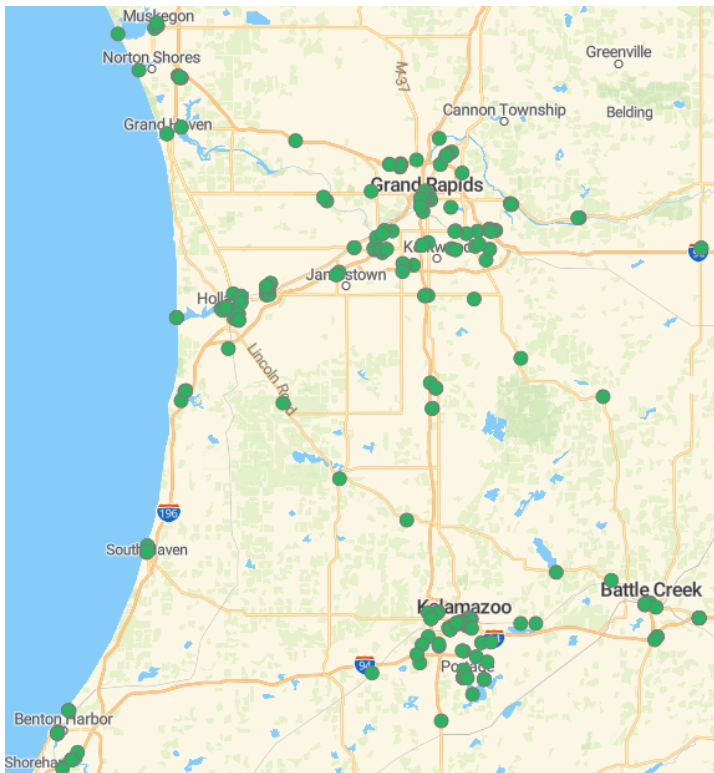 Muskegon
Norton Shores
Greenville
Cannon Township
Belding
Grand Haven
Grand Rapids
Jamestown
Lincoln Road
196
South Haven
Battle Creek
Kalamazoo
94
Portage
Benton Harbor